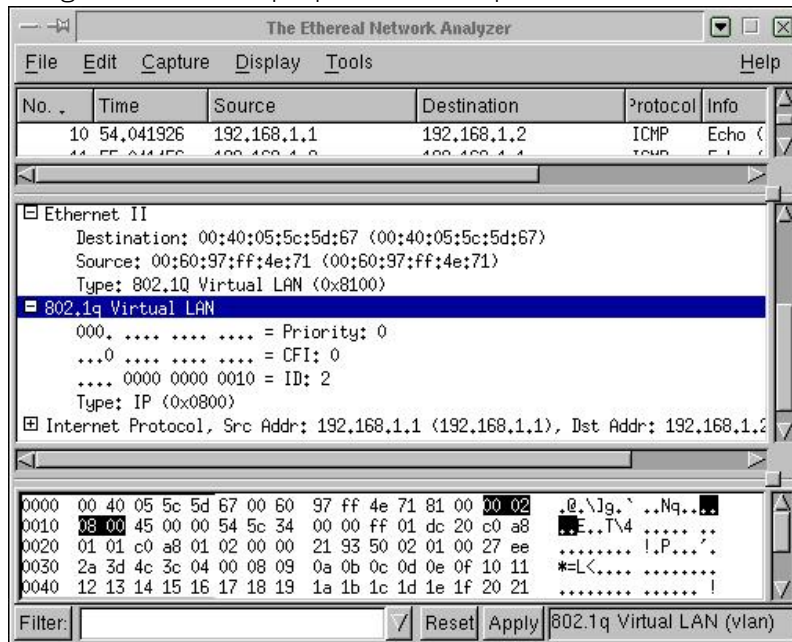 The Ethereal Network Analyzer
File Edit Capture Display Tools Help
No. Time Source Destination Protocol Info
10 54.041926 192.168.1.1 192.168.1.2 ICMP Echo (
Ethernet II
Destination: 00:40:05:5c:5d:67 (00:40:05:5c:5d:67)
Source: 00:60:97:ff:4e:71 (00:60:97:ff:4e:71)
Type: 802.1Q Virtual LAN (0x8100)
802.1q Virtual LAN
000. .... .... .... = Priority: 0
...0 .... .... .... = CFI: 0
.... 0000 0000 0010 = ID: 2
Type: IP (0x0800)
Internet Protocol, Src Addr: 192.168.1.1 (192.168.1.1), Dst Addr: 192.168.1.2
0000 00 40 05 5c 5d 67 00 60 97 ff 4e 71 81 00 00 02 .@.\]g.` ..Nq....
0010 08 00 45 00 00 54 5c 34 00 00 ff 01 dc 20 c0 a8 ..E..T\4 ..... ..
0020 01 01 c0 a8 01 02 00 00 21 93 50 02 01 00 27 ee ........ !.P...'.
0030 2a 3d 4c 3c 04 00 08 09 0a 0b 0c 0d 0e 0f 10 11 *=L<.... ........
0040 12 13 14 15 16 17 18 19 1a 1b 1c 1d 1e 1f 20 21 ........ ...... !
Filter: Reset Apply 802.1q Virtual LAN (vlan)